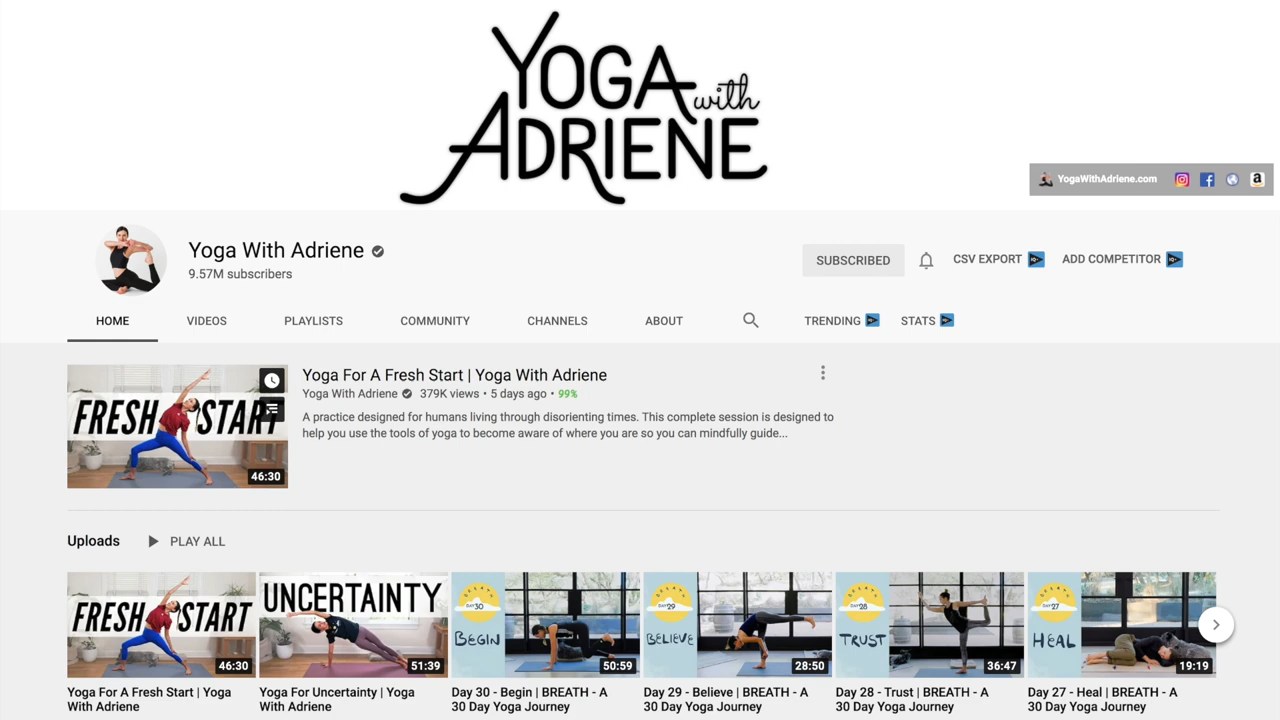 YOGA with
ADRIENE
YogaWithAdriene.com
Yoga With Adriene
9.57M subscribers
SUBSCRIBED
CSV EXPORT
ADD COMPETITOR
HOME
VIDEOS
PLAYLISTS
COMMUNITY
CHANNELS
ABOUT
TRENDING
STATS
FRESH START
46:30
Yoga For A Fresh Start | Yoga With Adriene
Yoga With Adriene 379K views • 5 days ago • 99%
A practice designed for humans living through disorienting times. This complete session is designed to
help you use the tools of yoga to become aware of where you are so you can mindfully guide...
Uploads
PLAY ALL
FRESH START
46:30
Yoga For A Fresh Start | Yoga
With Adriene
UNCERTAINTY
51:39
Yoga For Uncertainty | Yoga
With Adriene
DAY 30
BEGIN
50:59
Day 30 - Begin | BREATH - A
30 Day Yoga Journey
DAY 29
BELIEVE
28:50
Day 29 - Believe | BREATH - A
30 Day Yoga Journey
DAY 28
TRUST
36:47
Day 28 - Trust | BREATH - A
30 Day Yoga Journey
DAY 27
HEAL
19:19
Day 27 - Heal | BREATH - A
30 Day Yoga Journey